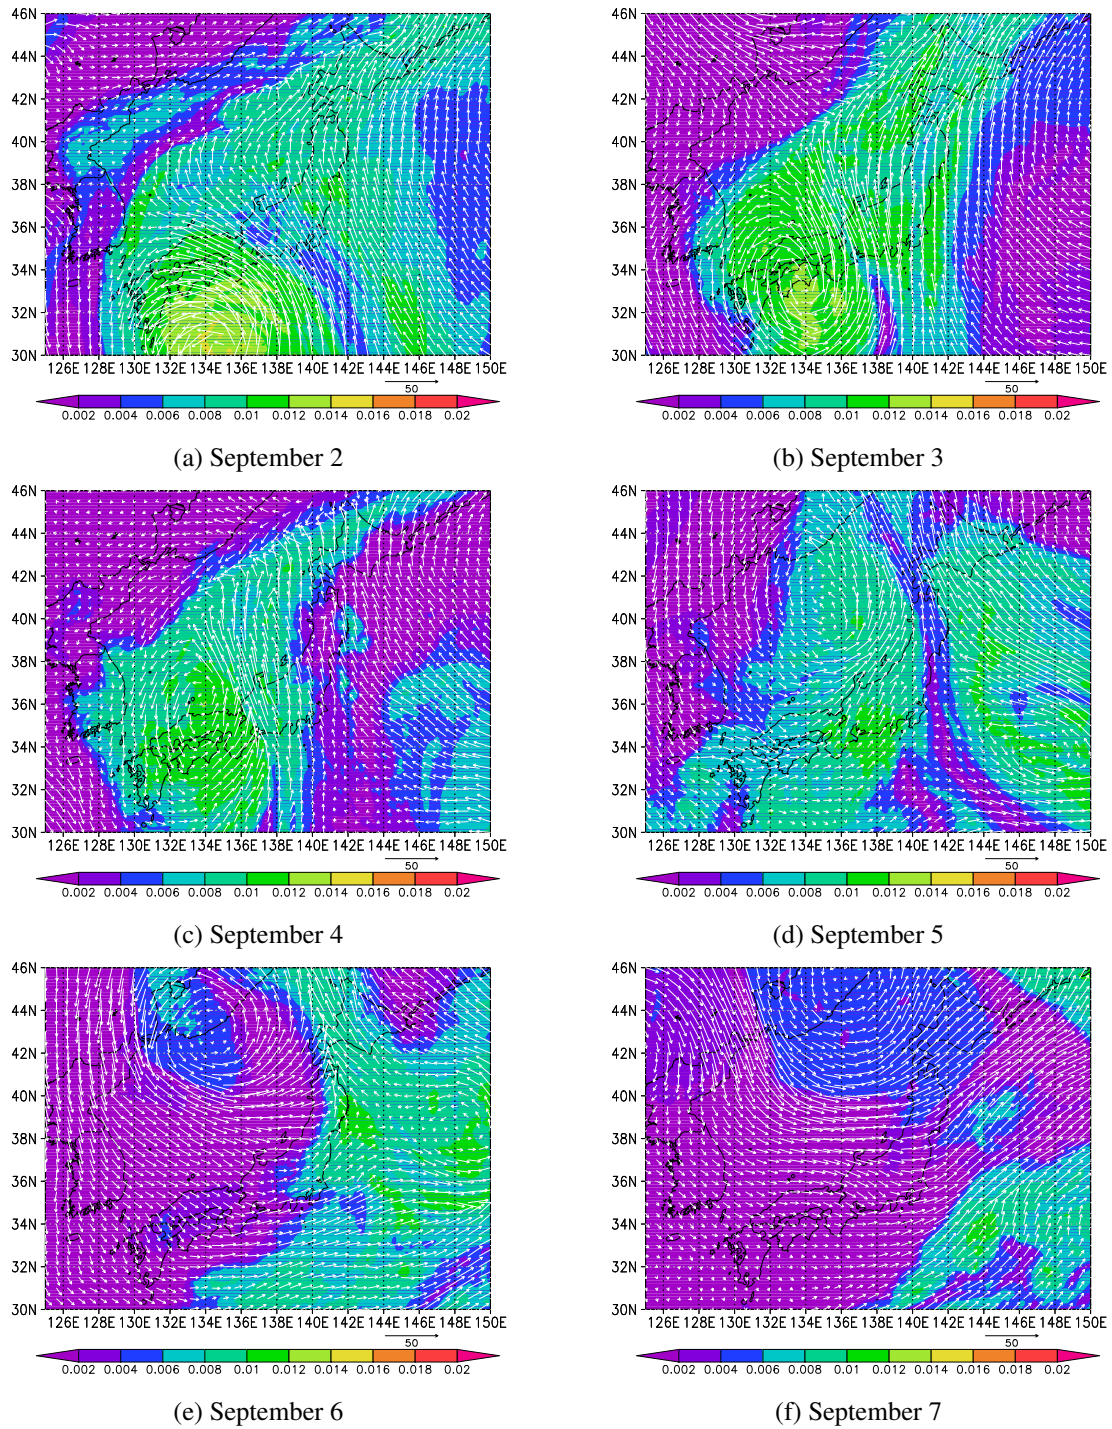 46N 46N
44N 44N
42N 42N
40N 40N
38N 38N
36N 36N
34N 34N
32N 32N
30N 30N
126E 128E 130E 132E 134E 136E 138E 140E 142E 144E 146E 148E 150E 126E 128E 130E 132E 134E 136E 138E 140E 142E 144E 146E 148E 150E
50 50
0.002 0.004 0.006 0.008 0.01 0.012 0.014 0.016 0.018 0.02 0.002 0.004 0.006 0.008 0.01 0.012 0.014 0.016 0.018 0.02
(a) September 2 (b) September 3
46N 46N
44N 44N
42N 42N
40N 40N
38N 38N
36N 36N
34N 34N
32N 32N
30N 30N
126E 128E 130E 132E 134E 136E 138E 140E 142E 144E 146E 148E 150E 126E 128E 130E 132E 134E 136E 138E 140E 142E 144E 146E 148E 150E
50 50
0.002 0.004 0.006 0.008 0.01 0.012 0.014 0.016 0.018 0.02 0.002 0.004 0.006 0.008 0.01 0.012 0.014 0.016 0.018 0.02
(c) September 4 (d) September 5
46N 46N
44N 44N
42N 42N
40N 40N
38N 38N
36N 36N
34N 34N
32N 32N
30N 30N
126E 128E 130E 132E 134E 136E 138E 140E 142E 144E 146E 148E 150E 126E 128E 130E 132E 134E 136E 138E 140E 142E 144E 146E 148E 150E
50 50
0.002 0.004 0.006 0.008 0.01 0.012 0.014 0.016 0.018 0.02 0.002 0.004 0.006 0.008 0.01 0.012 0.014 0.016 0.018 0.02
(e) September 6 (f) September 7